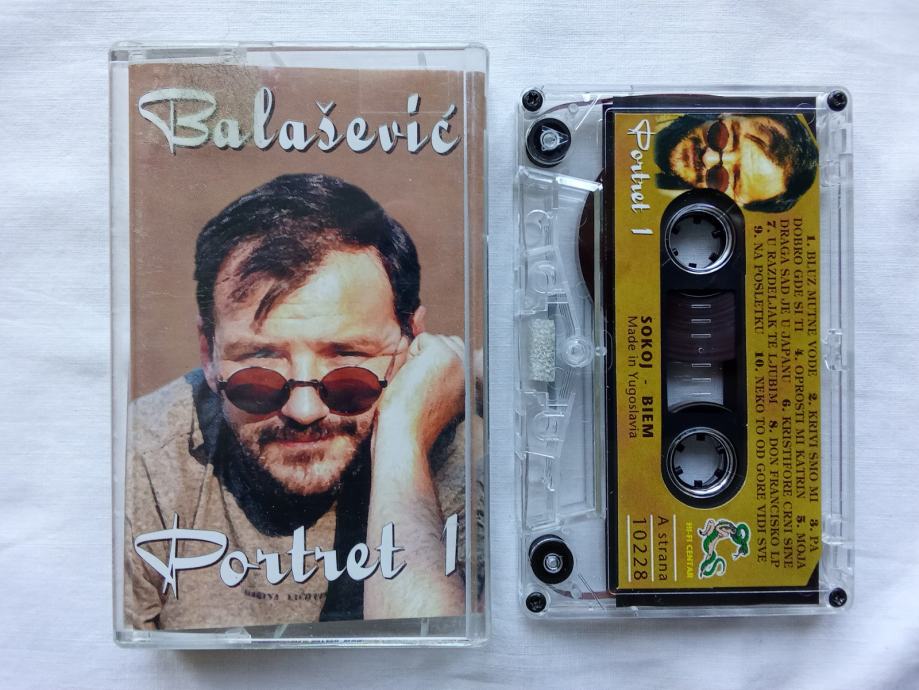 Balašević
Portret 1
Portret 1
1. BLUZ MUTNE VODE 2. KRIVI SMO MI 3. PA
DOBRO GDE SI TI 4. OPROSTI MI KATRIN 5. MOJA
DRAGA SAD JE U JAPANU 6. KRISTIFORE CRNI SINE
7. U RAZDELJAK TE LJUBIM 8. DON FRANCISKO LP
9. NA POSLETKU 10. NEKO TO OD GORE VIDI SVE
SOKOJ - BIEM
Made in Yugoslavia
HI-FI CENTAR
A strana
10228